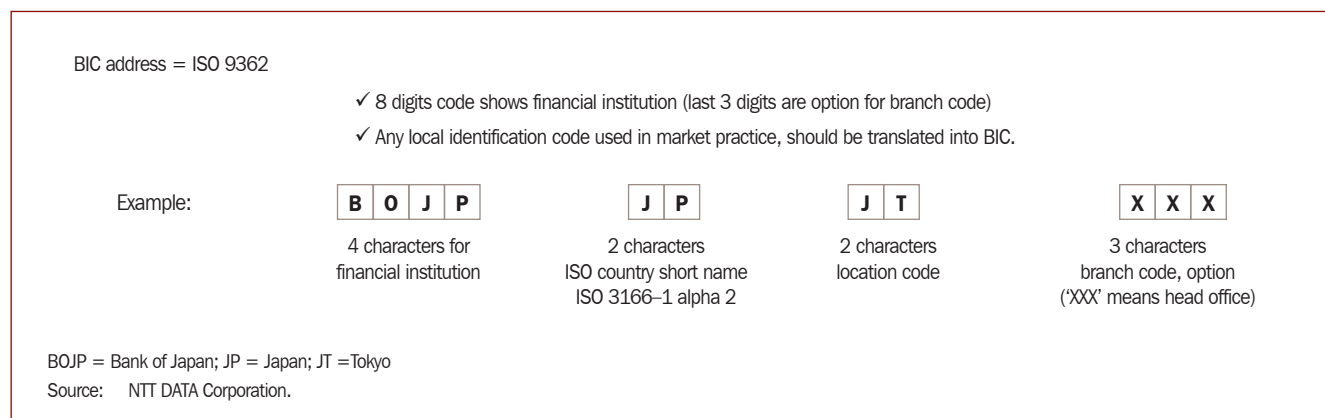 BIC address = ISO 9362
✓ 8 digits code shows financial institution (last 3 digits are option for branch code)
✓ Any local identification code used in market practice, should be translated into BIC.
Example:
B O J P
J P
J T
X X X
4 characters for
financial institution
2 characters
ISO country short name
ISO 3166–1 alpha 2
2 characters
location code
3 characters
branch code, option
(‘XXX’ means head office)
BOJP = Bank of Japan; JP = Japan; JT =Tokyo
Source: NTT DATA Corporation.